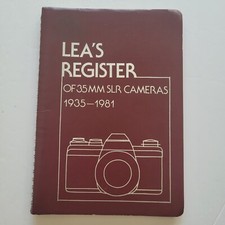 LEA'S
REGISTER
OF 35MM SLR CAMERAS
1935-1981